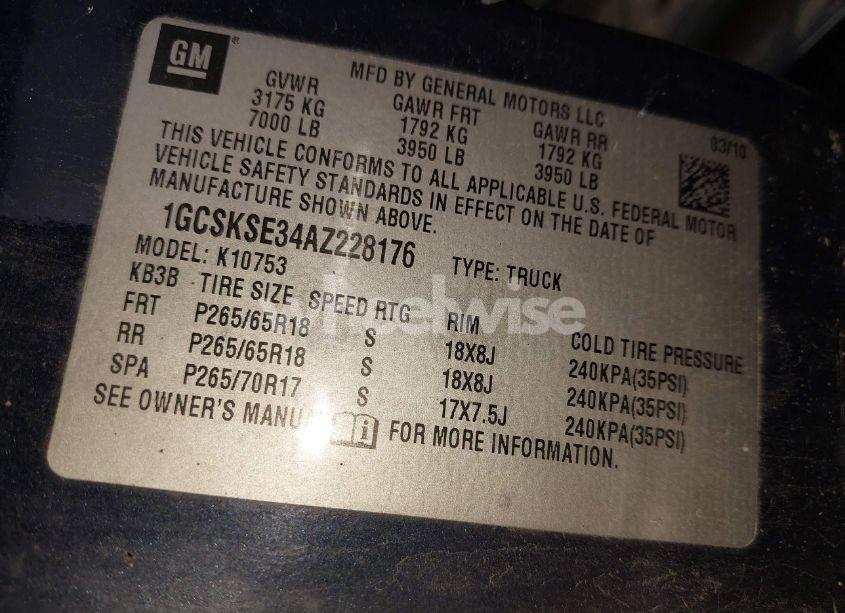 GM
MFD BY GENERAL MOTORS LLC
GVWR GAWR FRT GAWR RR 03/10
3175 KG 1792 KG 1792 KG
7000 LB 3950 LB 3950 LB
THIS VEHICLE CONFORMS TO ALL APPLICABLE U.S. FEDERAL MOTOR
VEHICLE SAFETY STANDARDS IN EFFECT ON THE DATE OF
MANUFACTURE SHOWN ABOVE.
1GCSKSE34AZ228176 TYPE: TRUCK
MODEL: K10753
KB3B TIRE SIZE SPEED RTG RIM COLD TIRE PRESSURE
FRT P265/65R18 S 18X8J 240KPA(35PSI)
RR P265/65R18 S 18X8J 240KPA(35PSI)
SPA P265/70R17 S 17X7.5J 240KPA(35PSI)
SEE OWNER'S MANUAL FOR MORE INFORMATION.